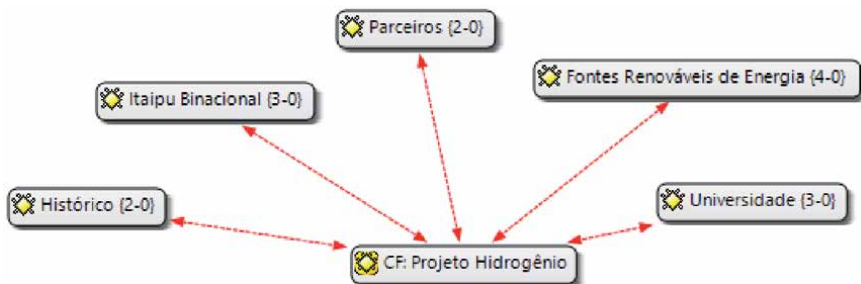 Parceiros {2-0}
Fontes Renováveis de Energia {4-0}
Itaipu Binacional {3-0}
Histórico {2-0}
Universidade {3-0}
CF: Projeto Hidrogênio